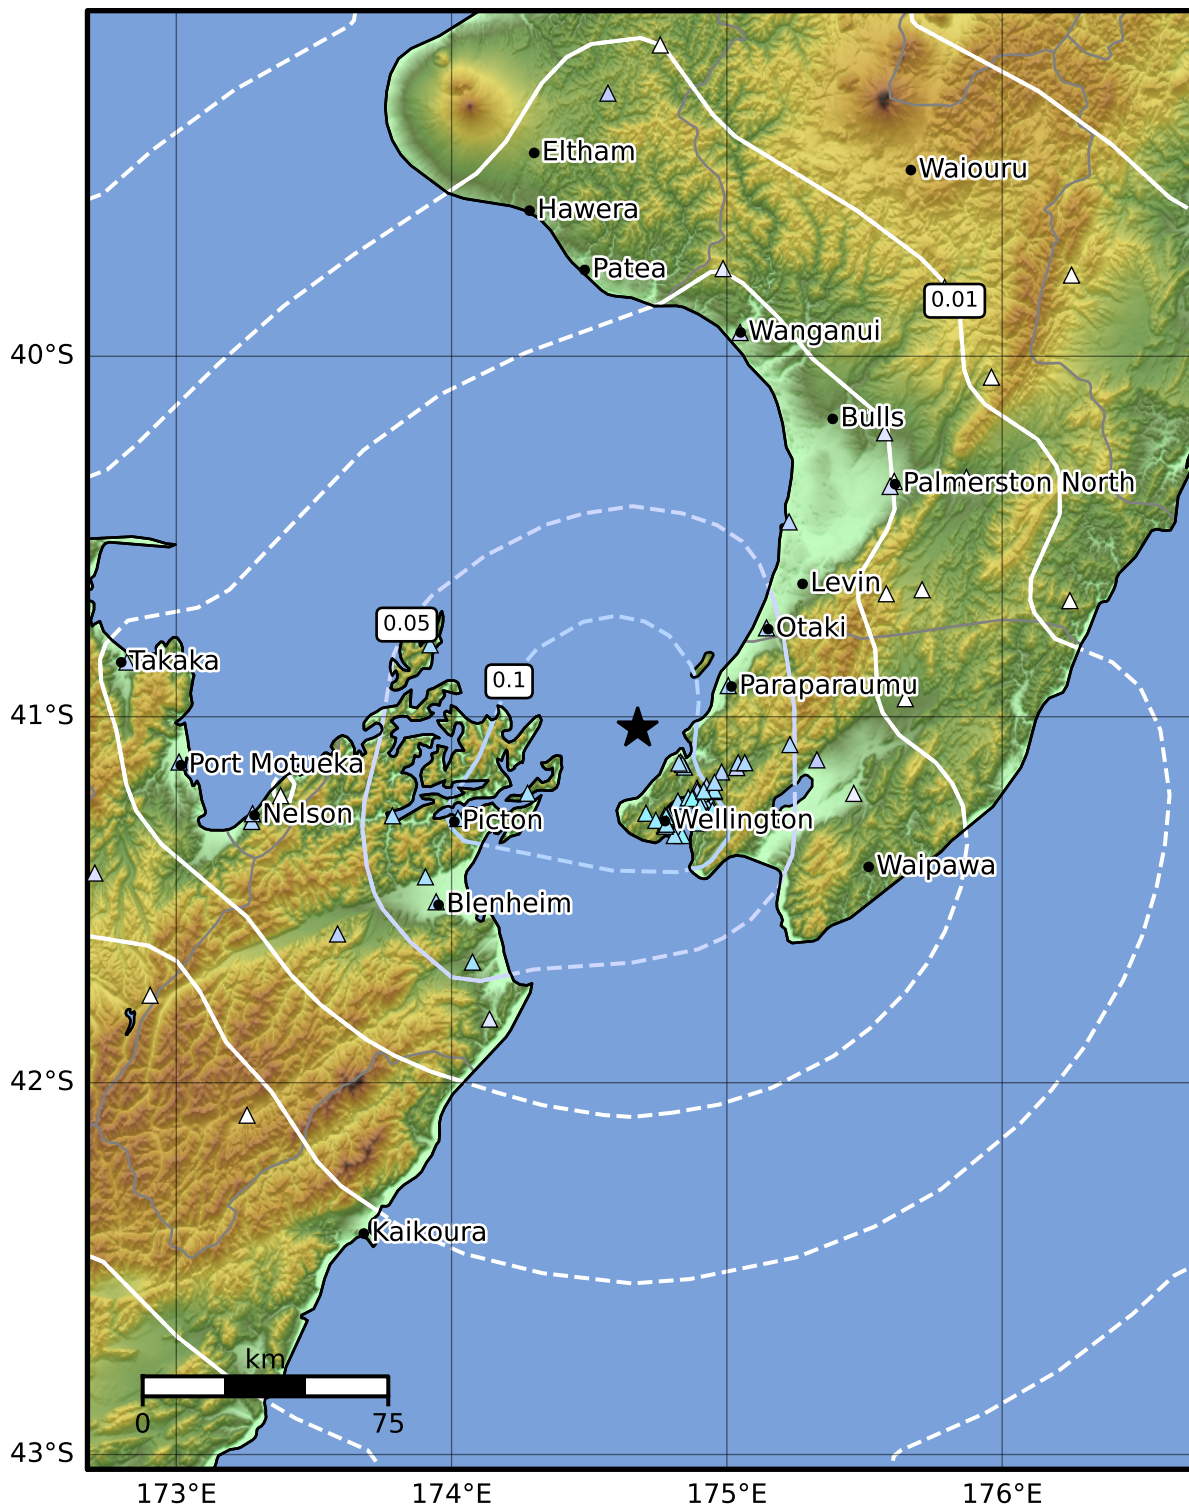 Eltham
Waiouru
Hawera
Patea
0.01
Wanganui
40°S
Bulls
Palmerston North
Levin
0.05
Otaki
Takaka
0.1
Paraparaumu
41°S
Port Motueka
Nelson
Picton
Wellington
Waipawa
Blenheim
42°S
Kaikoura
km
0 75
43°S
173°E 174°E 175°E 176°E